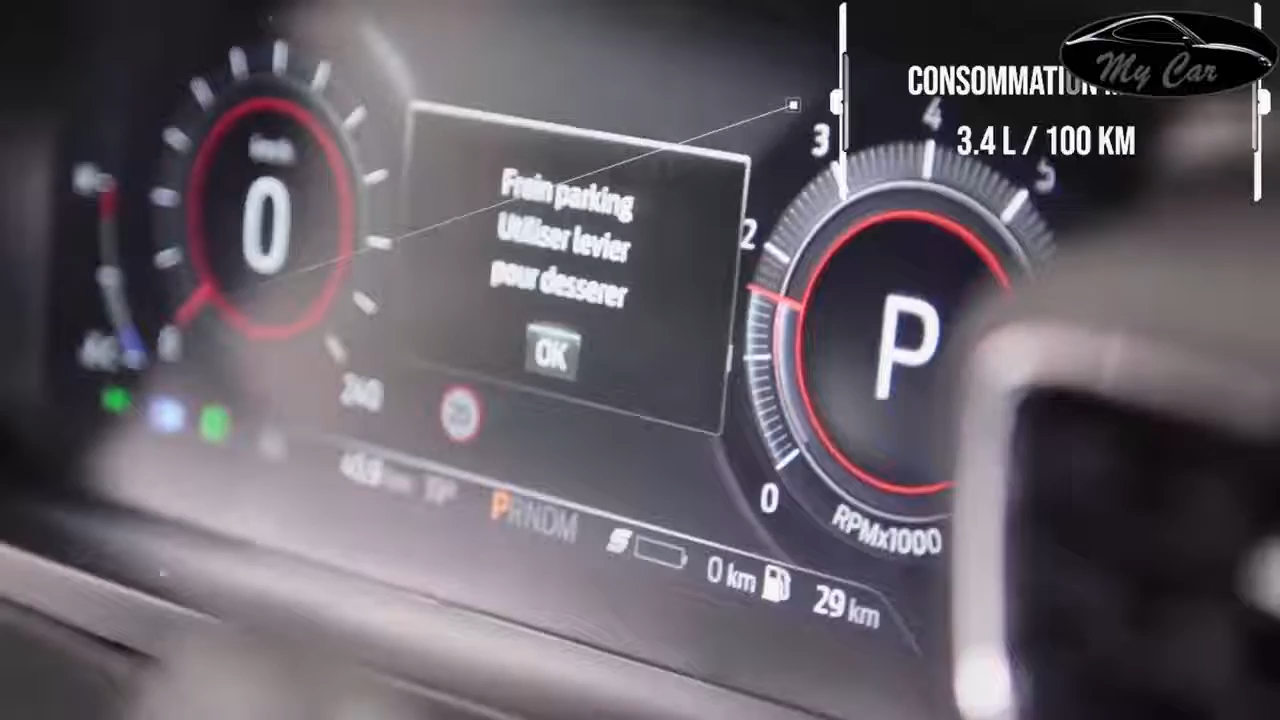 My Car
CONSOMMATION
3.4 L / 100 KM
3
4
5
2
0
Frein parking
Utiliser levier
pour desserer
OK
P
240
0
RPMx1000
PRNDM
0 km
29 km